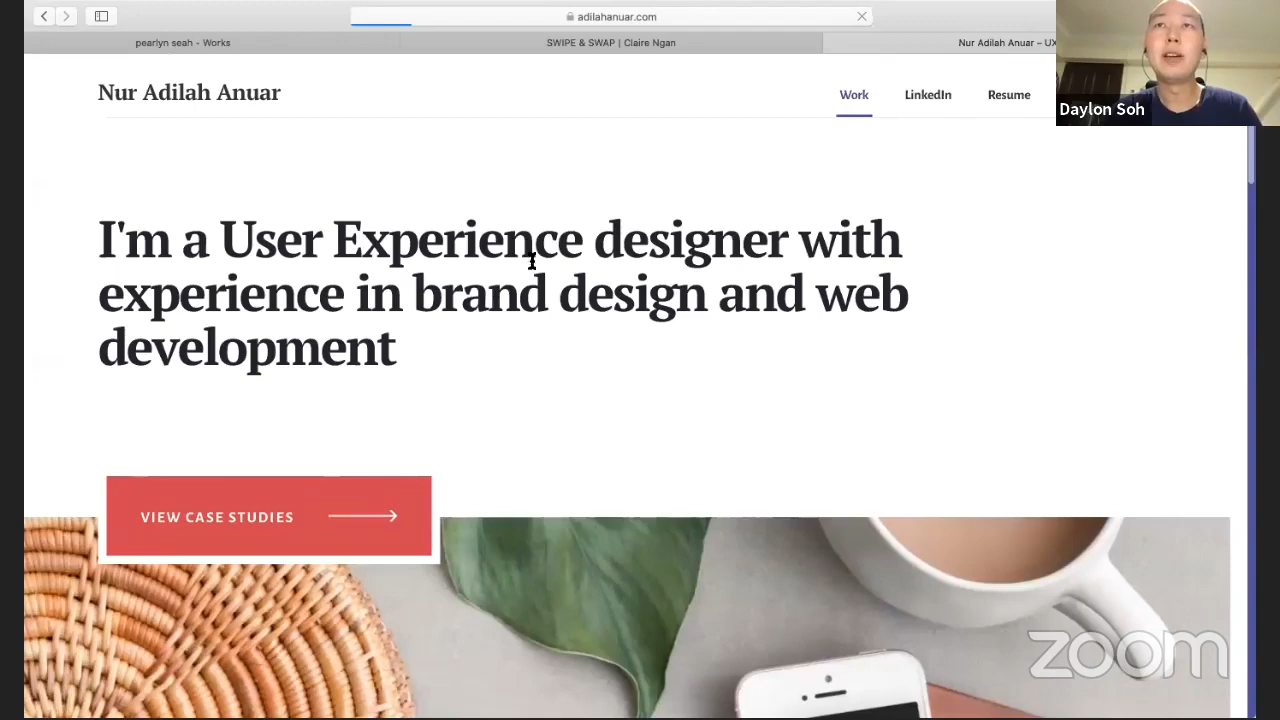 adilahanuar.com
pearlyn seah - Works
SWIPE & SWAP | Claire Ngan
Nur Adilah Anuar – UX
Nur Adilah Anuar
Work
LinkedIn
Resume
Daylon Soh
I'm a User Experience designer with
experience in brand design and web
development
VIEW CASE STUDIES
zoom